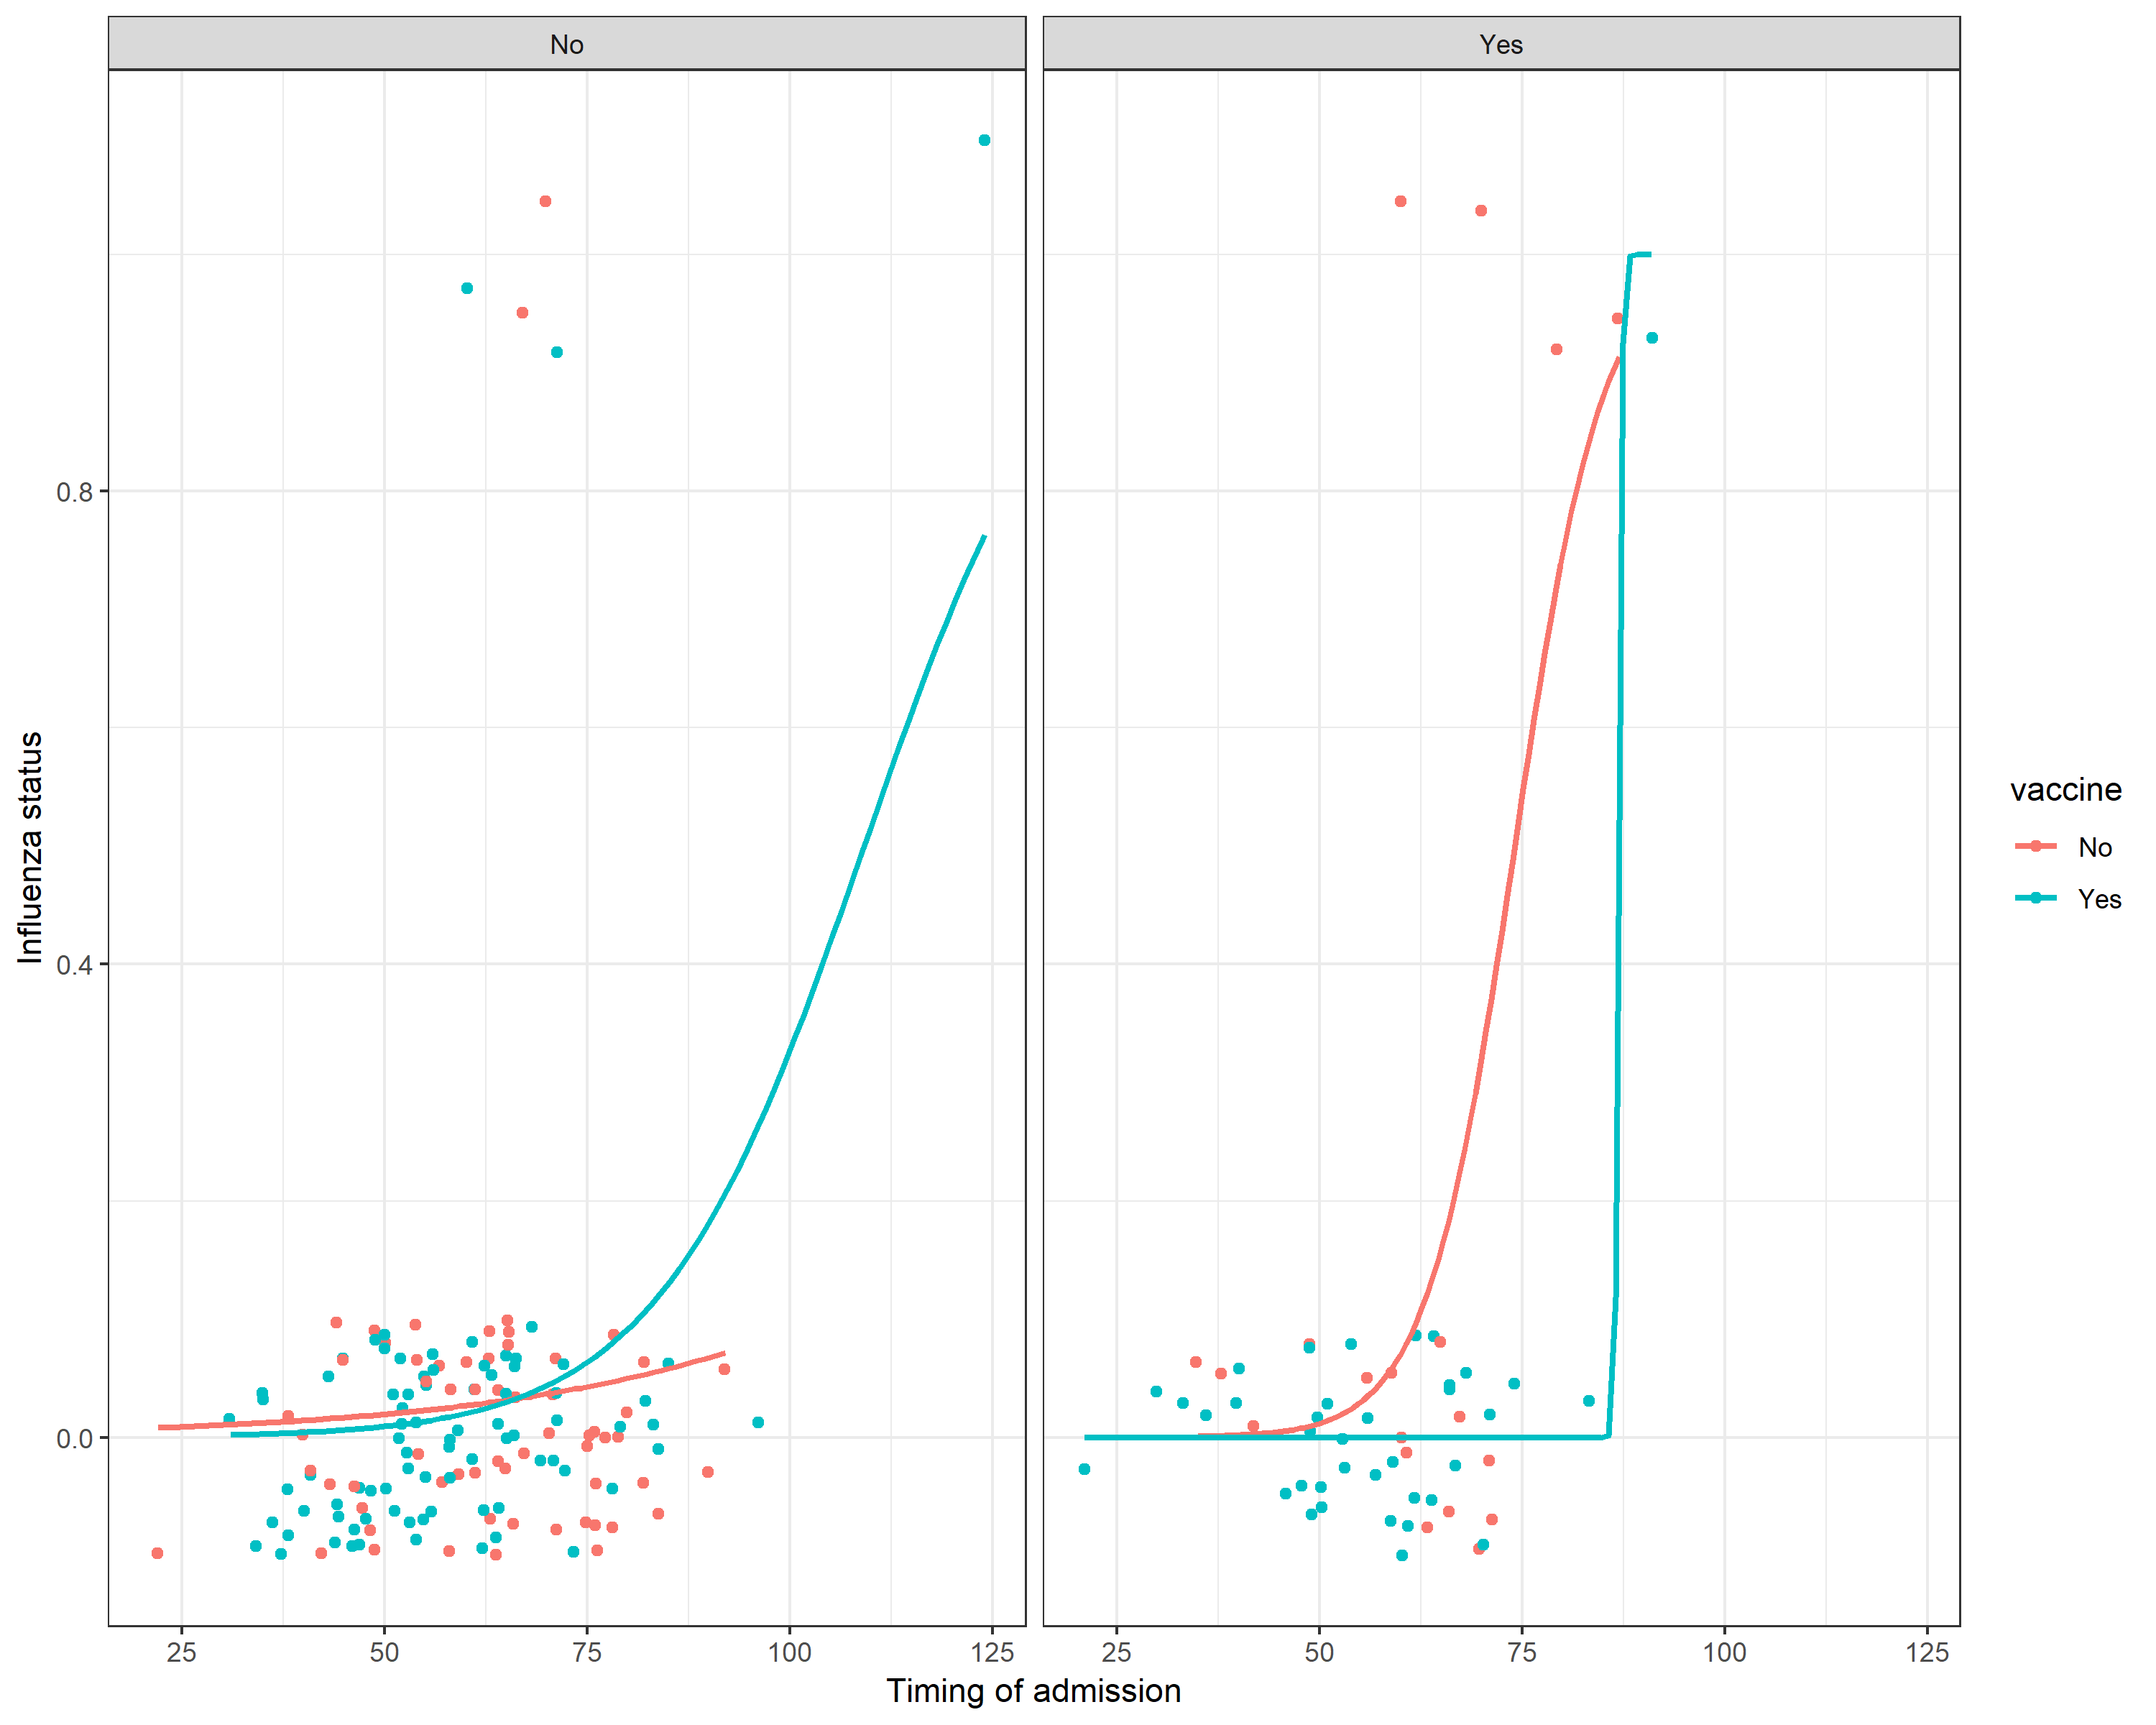 No
Yes
Influenza status
0.8
0.4
0.0
25 50 75 100 125
25 50 75 100 125
Timing of admission
vaccine
No
Yes